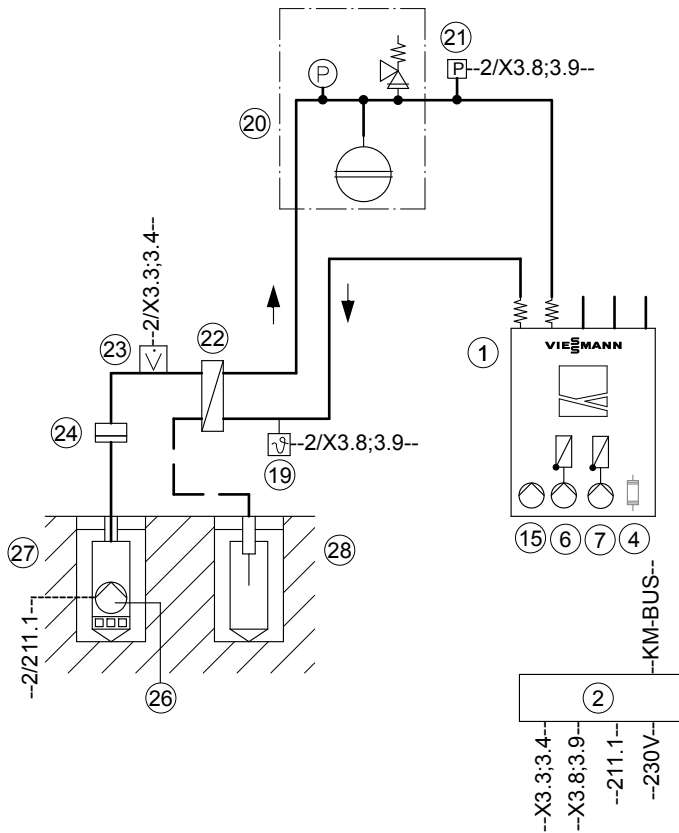 21
P
P--2/X3.8;3.9--
20
--2/X3.3;3.4--
23
22
1
VIESMANN
24
ϑ--2/X3.8;3.9--
19
27
28
15
6
7
4
--2/211.1--
26
--KM-BUS--
2
--X3.3;3.4--
--X3.8;3.9--
--211.1--
--230V--